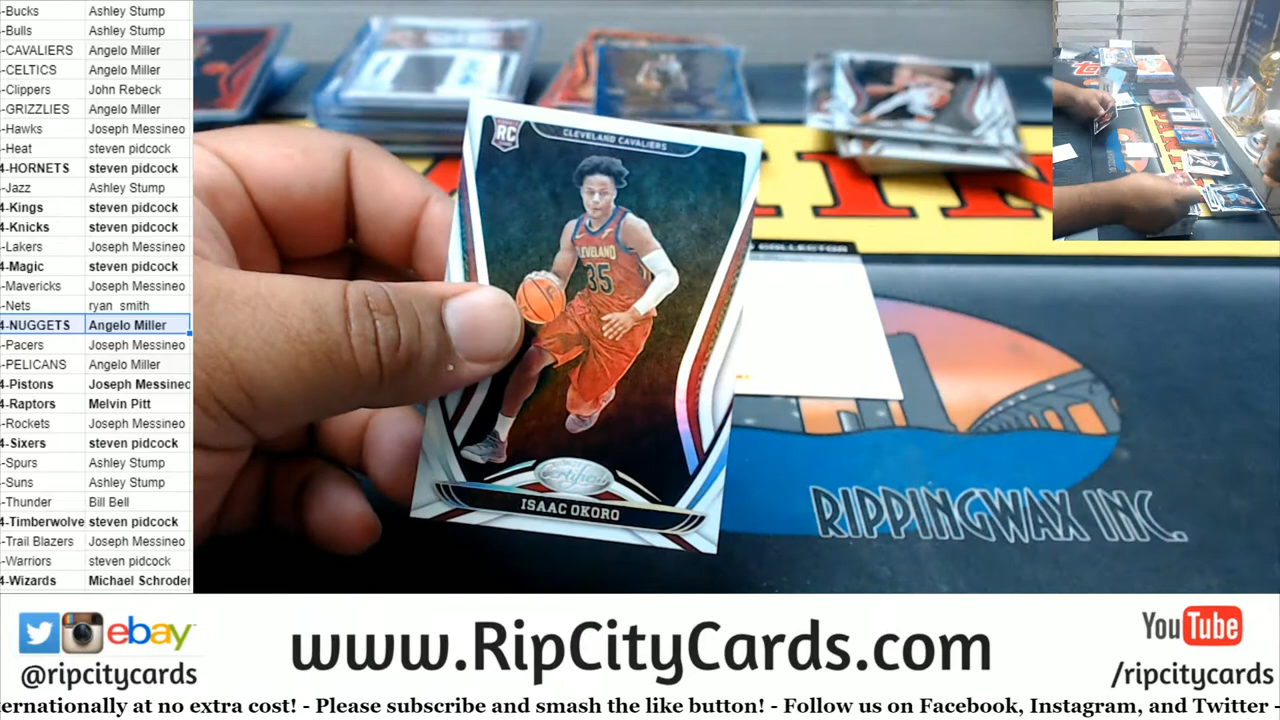 -Bucks Ashley Stump
-Bulls Ashley Stump
-CAVALIERS Angelo Miller
-CELTICS Angelo Miller
-Clippers John Rebeck
-GRIZZLIES Angelo Miller
-Hawks Joseph Messineo
-Heat steven pidcock
4-HORNETS steven pidcock
-Jazz Ashley Stump
4-Kings steven pidcock
4-Knicks steven pidcock
-Lakers Joseph Messineo
4-Magic steven pidcock
-Mavericks Joseph Messineo
-Nets ryan smith
4-NUGGETS Angelo Miller
-Pacers Joseph Messineo
-PELICANS Angelo Miller
4-Pistons Joseph Messinec
4-Raptors Melvin Pitt
-Rockets Joseph Messineo
4-Sixers steven pidcock
-Spurs Ashley Stump
-Suns Ashley Stump
-Thunder Bill Bell
4-Timberwolve steven pidcock
-Trail Blazers Joseph Messineo
-Warriors steven pidcock
4-Wizards Michael Schroder
RC
CLEVELAND CAVALIERS
CLEVELAND
35
Certified
ISAAC OKORO
RIPPINGWAX INC.
ebay
@ripcitycards
www.RipCityCards.com
YouTube
/ripcitycards
ernationally at no extra cost! - Please subscribe and smash the like button! - Follow us on Facebook, Instagram, and Twitter -